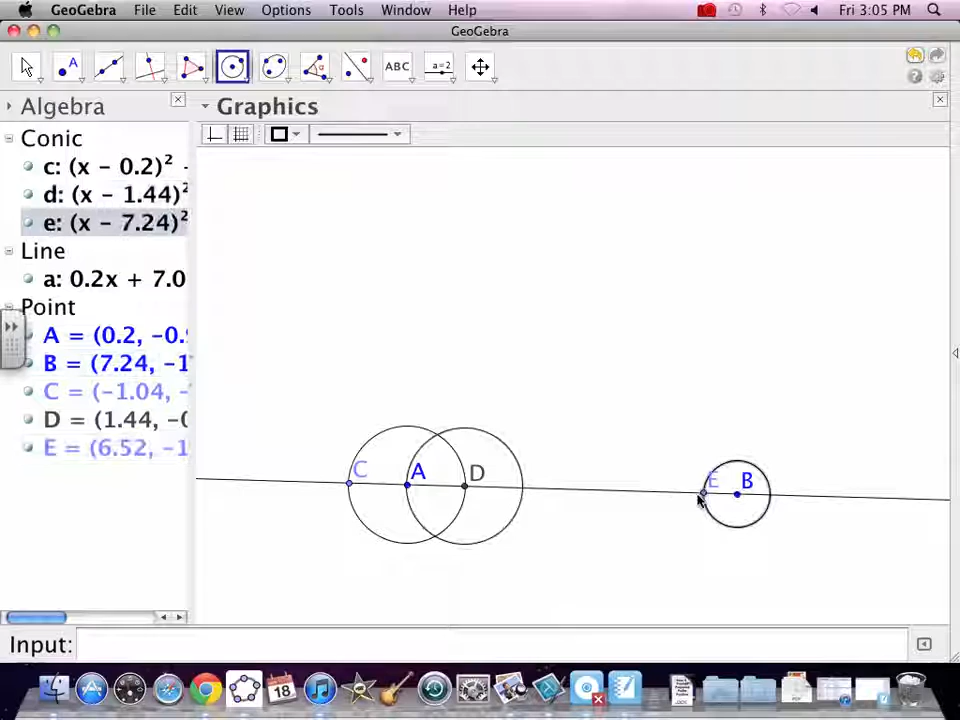 GeoGebra File Edit View Options Tools Window Help Fri 3:05 PM
GeoGebra
A ABC a=2
Algebra
Graphics
Conic
c: (x − 0.2)² -
d: (x − 1.44)²
e: (x − 7.24)²
Line
a: 0.2x + 7.0
Point
A = (0.2, −0.9
B = (7.24, −1
C = (−1.04, −
D = (1.44, −0
E = (6.52, −1
C A D E B
Input:
18